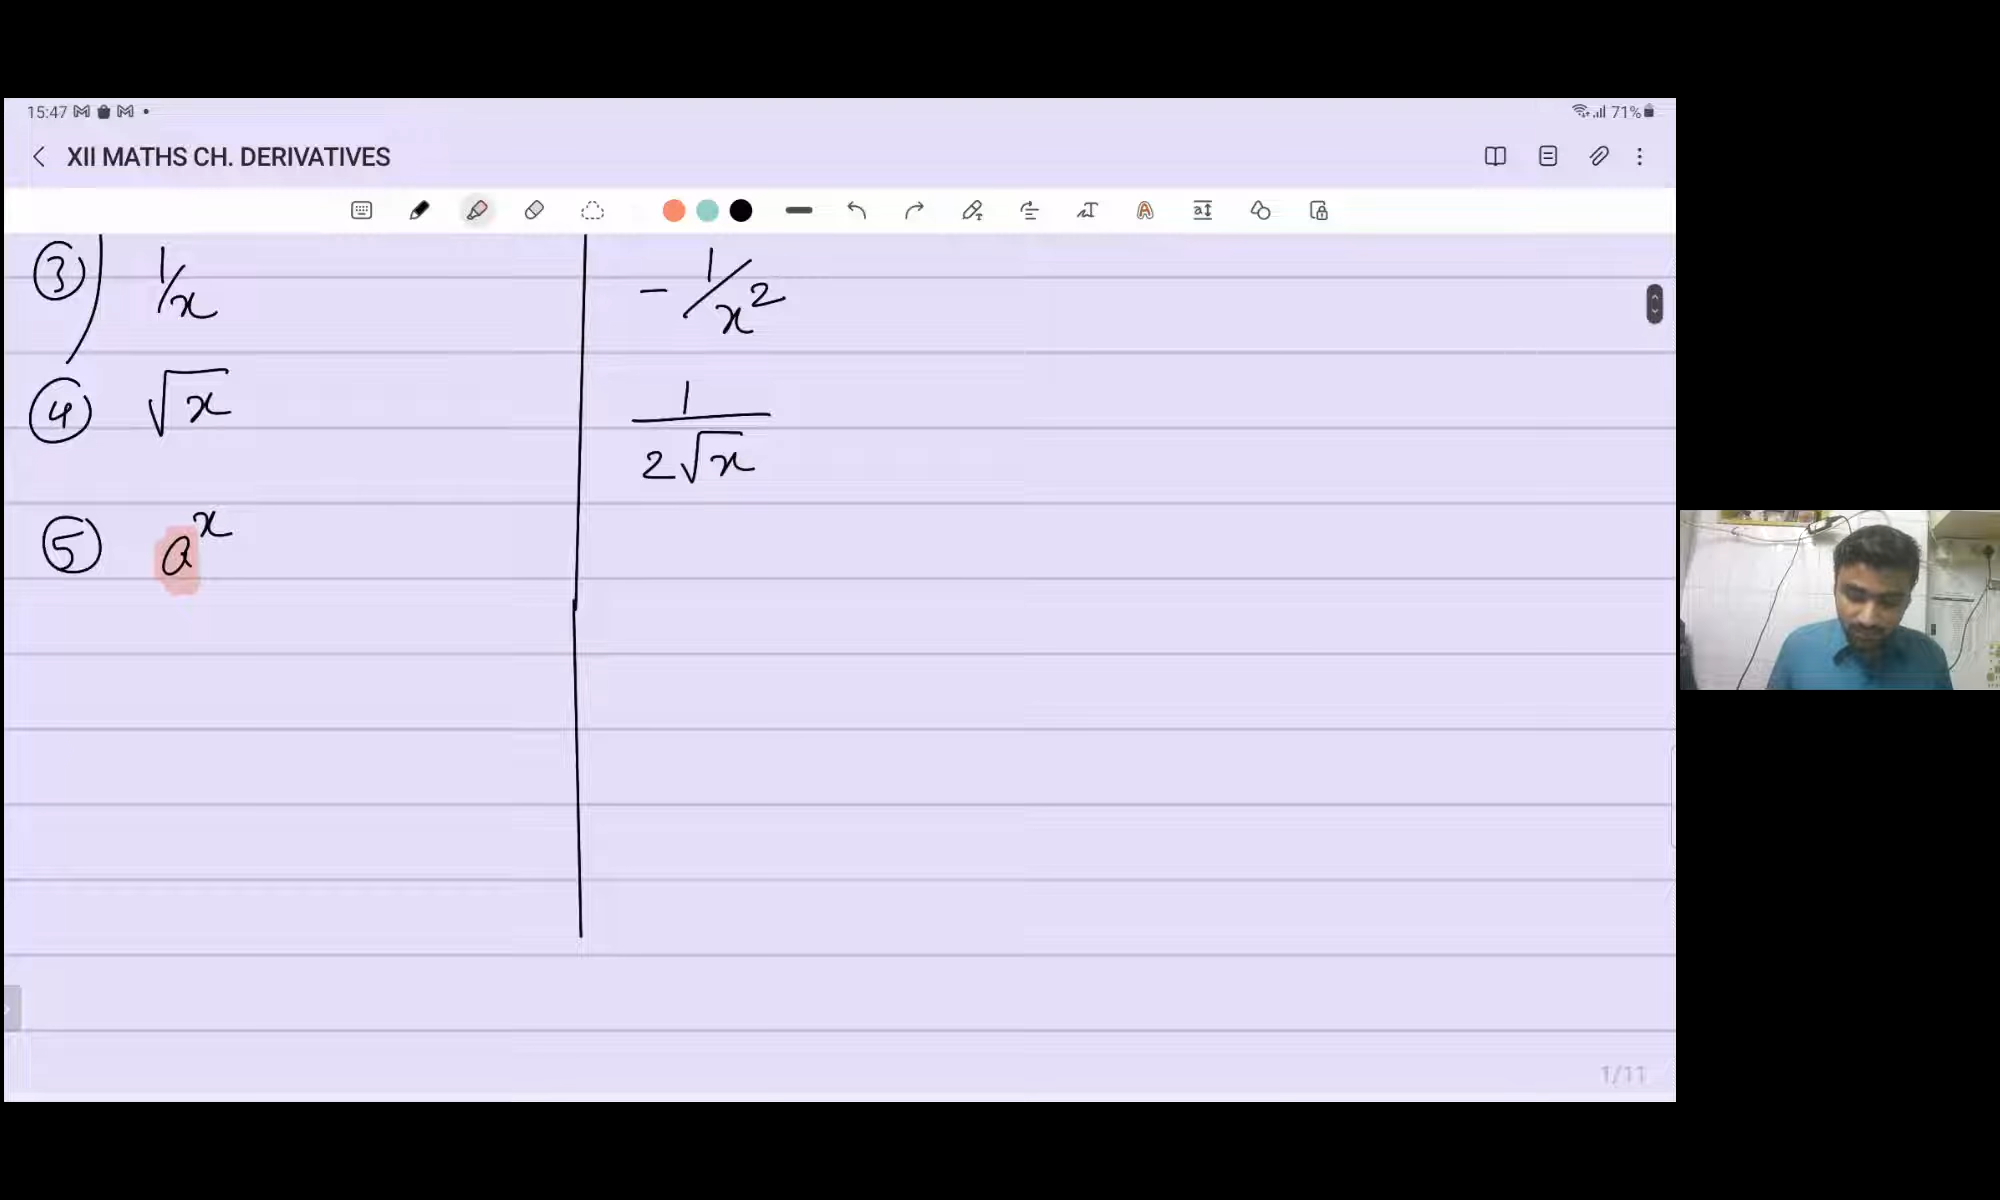 15:47
71%
XII MATHS CH. DERIVATIVES
③ 1/x - 1/x²
④ √x 1/2√x
⑤ aˣ
1/11